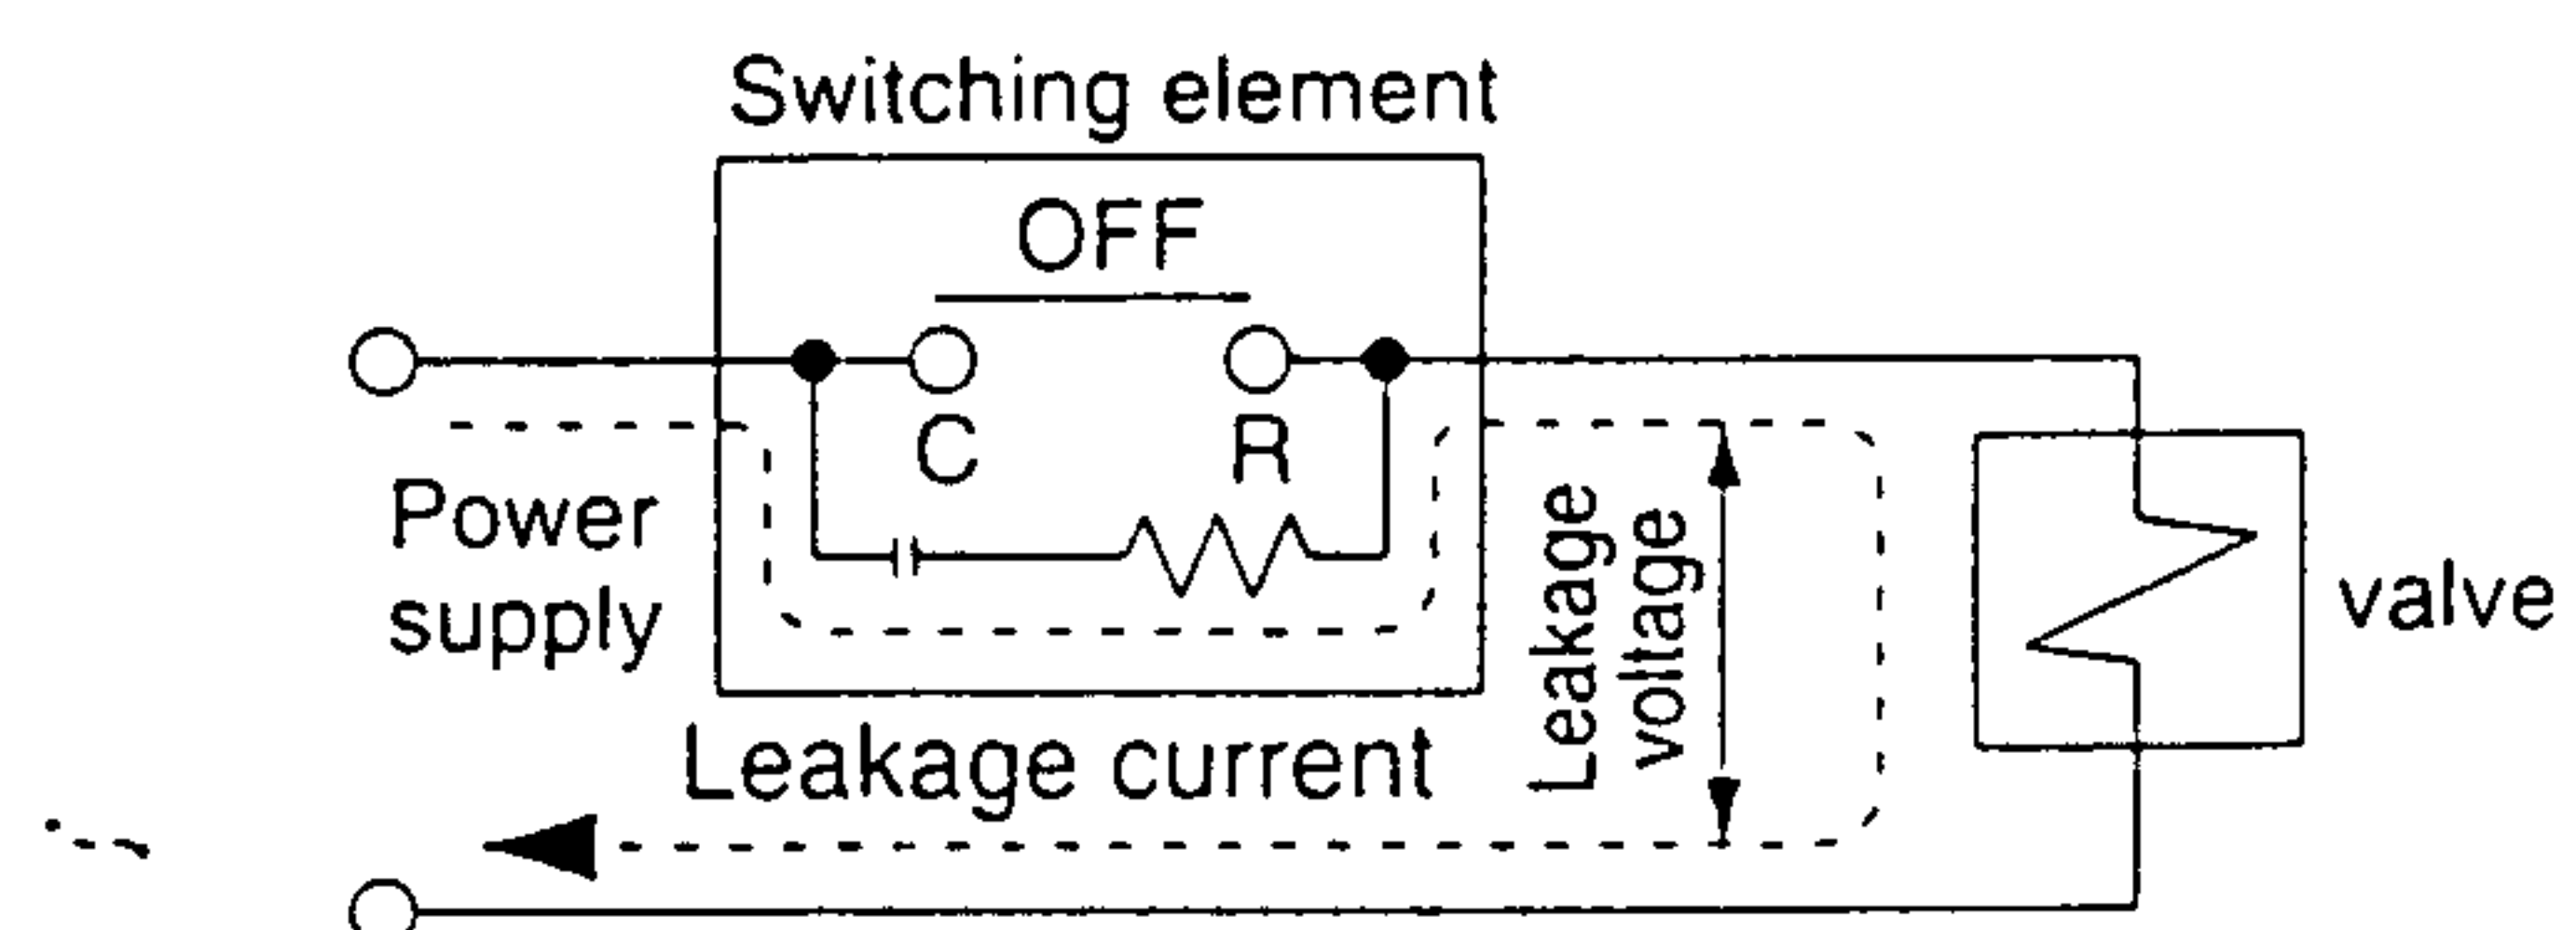 Switching element
OFF
C
R
Power
supply
Leakage
voltage
valve
Leakage current